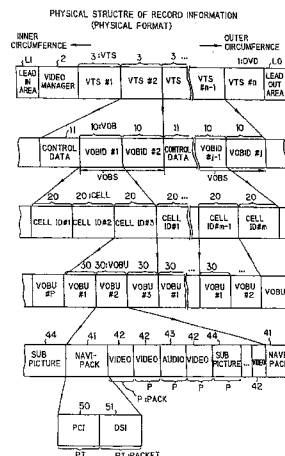 PHYSICAL STRUCTRE OF RECORD INFORMATION
(PHYSICAL FORMAT)
INNER CIRCUMFERNCE
OUTER CIRCUMFERNCE
LI 2 3:VTS 3 3... 3 1:DVD LO
LEAD IN AREA VIDEO MANAGER VTS #1 VTS #2 VTS #n-1 VTS #n LEAD OUT AREA
11 10:VOB 10 10 11 10 10
CONTROL DATA VOBID #1 VOBID #2 CONTROL DATA VOBID #j-1 VOBID #j
VOBS VOBS
20 20:CELL 20 20 20... 20 20
CELL ID#1 CELL ID#2 CELL ID#3 CELL ID#1 CELL ID#m-1 CELL ID#m
30 30:VOBU 30 30 30... 30
VOBU #P VOBU #1 VOBU #2 VOBU #3 VOBU #1 VOBU #1 VOBU #2 VOBU
44 41 42 42 43 42 44 41
SUB PICTURE NAVI-PACK VIDEO VIDEO AUDIO VIDEO SUB PICTURE ... VIDEO NAVI PACK
42
P P P P P
P:PACK
50 51
PCI DSI
PT PT:PACKET